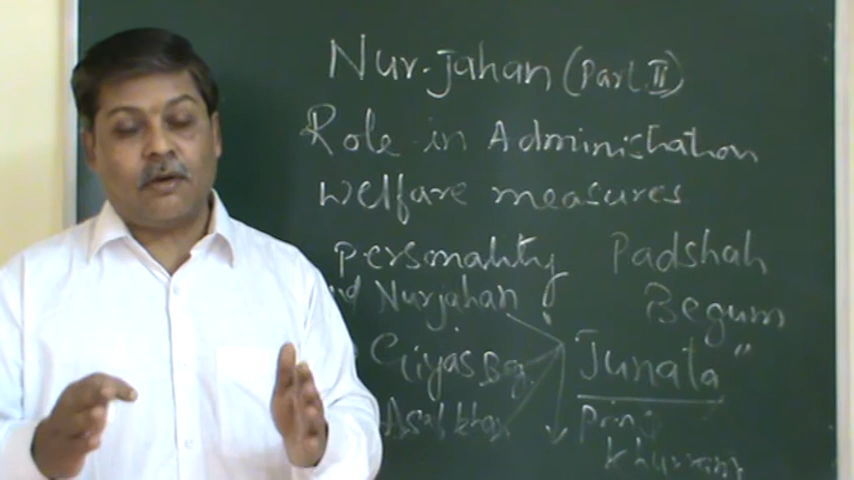 Nur-Jahan (Part II)
Role in Administration
Welfare measures
Personality Padshah
Nurjahan Begum
Giyas Beg Junata"
Asaf khan Prin
khurram